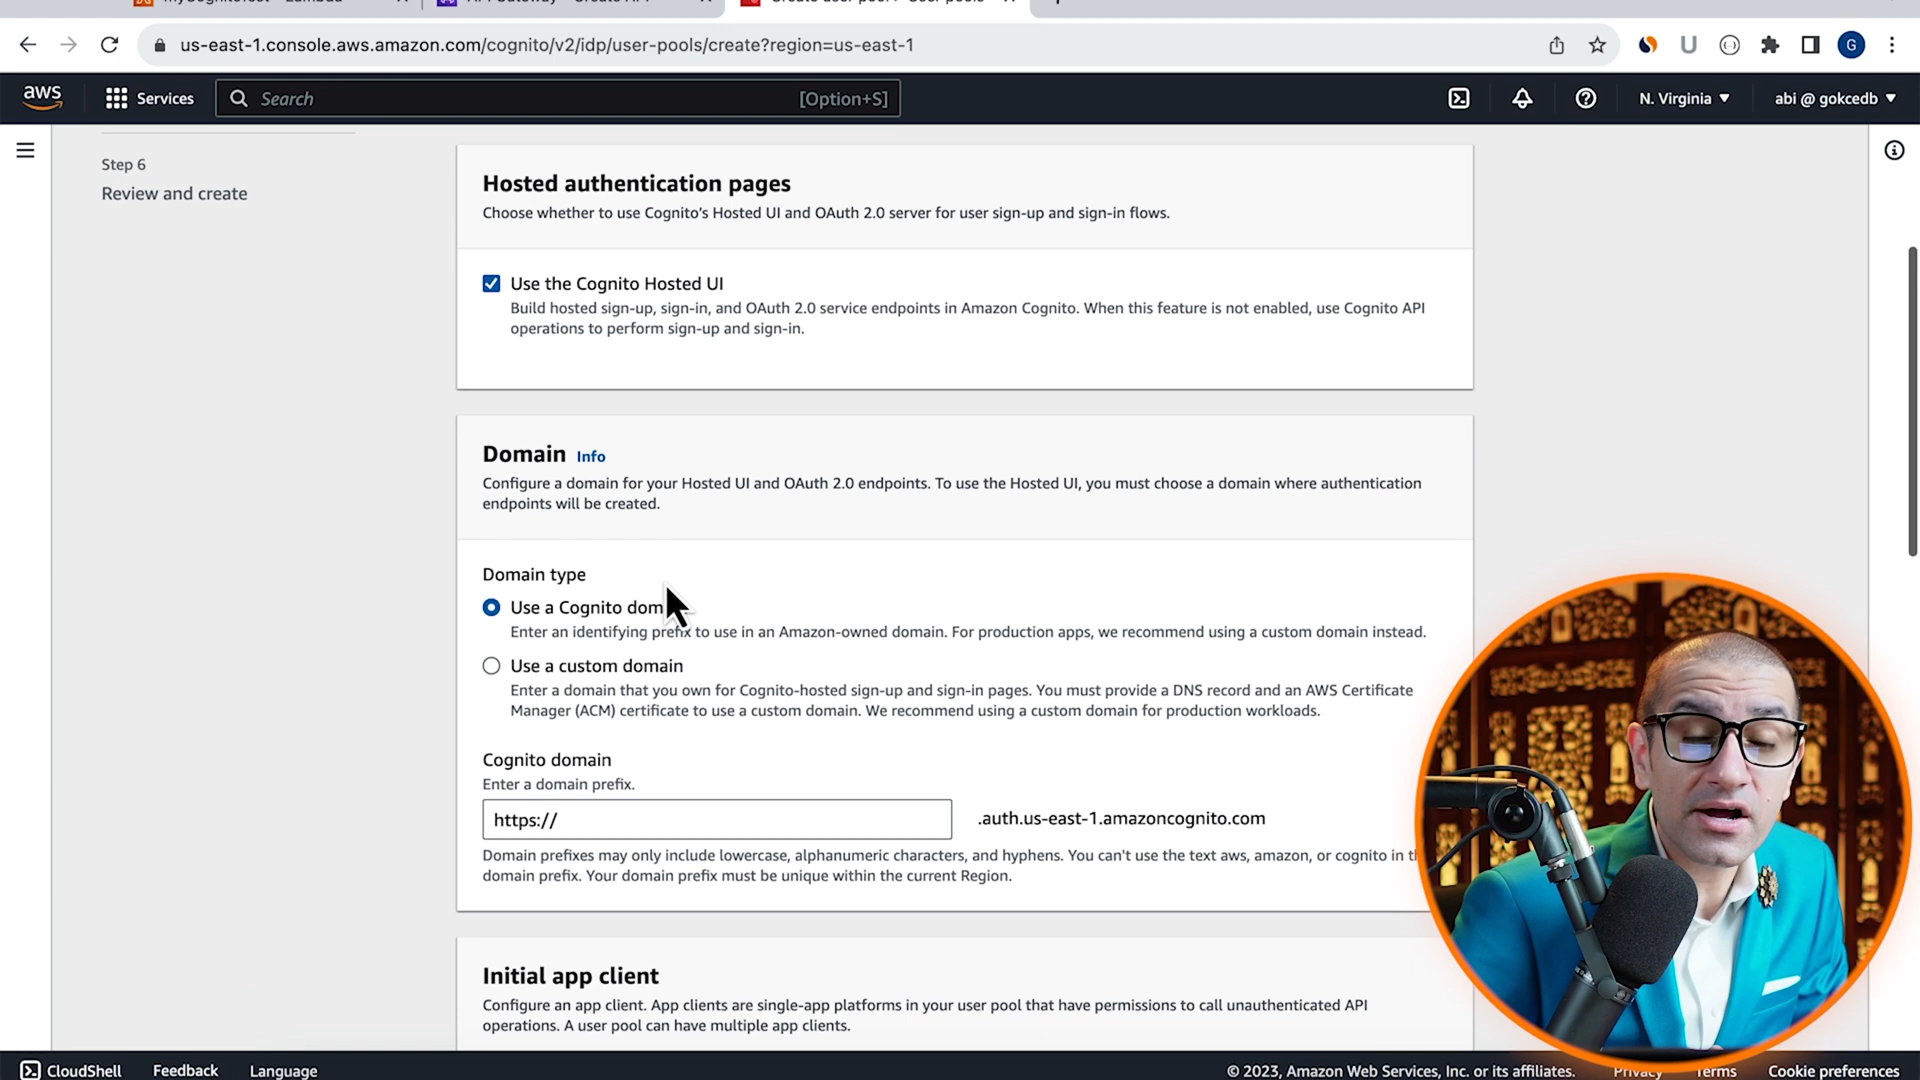 us-east-1.console.aws.amazon.com/cognito/v2/idp/user-pools/create?region=us-east-1
G
aws
Services
Search
[Option+S]
N. Virginia
abi @ gokcedb
Step 6
Review and create
Hosted authentication pages
Choose whether to use Cognito's Hosted UI and OAuth 2.0 server for user sign-up and sign-in flows.
Use the Cognito Hosted UI
Build hosted sign-up, sign-in, and OAuth 2.0 service endpoints in Amazon Cognito. When this feature is not enabled, use Cognito API
operations to perform sign-up and sign-in.
Domain Info
Configure a domain for your Hosted UI and OAuth 2.0 endpoints. To use the Hosted UI, you must choose a domain where authentication
endpoints will be created.
Domain type
Use a Cognito dom
Enter an identifying prefix to use in an Amazon-owned domain. For production apps, we recommend using a custom domain instead.
Use a custom domain
Enter a domain that you own for Cognito-hosted sign-up and sign-in pages. You must provide a DNS record and an AWS Certificate
Manager (ACM) certificate to use a custom domain. We recommend using a custom domain for production workloads.
Cognito domain
Enter a domain prefix.
https://
.auth.us-east-1.amazoncognito.com
Domain prefixes may only include lowercase, alphanumeric characters, and hyphens. You can't use the text aws, amazon, or cognito in
domain prefix. Your domain prefix must be unique within the current Region.
Initial app client
Configure an app client. App clients are single-app platforms in your user pool that have permissions to call unauthenticated API
operations. A user pool can have multiple app clients.
CloudShell
Feedback
Language
© 2023, Amazon Web Services, Inc. or its affiliates.
Privacy
Terms
Cookie preferences